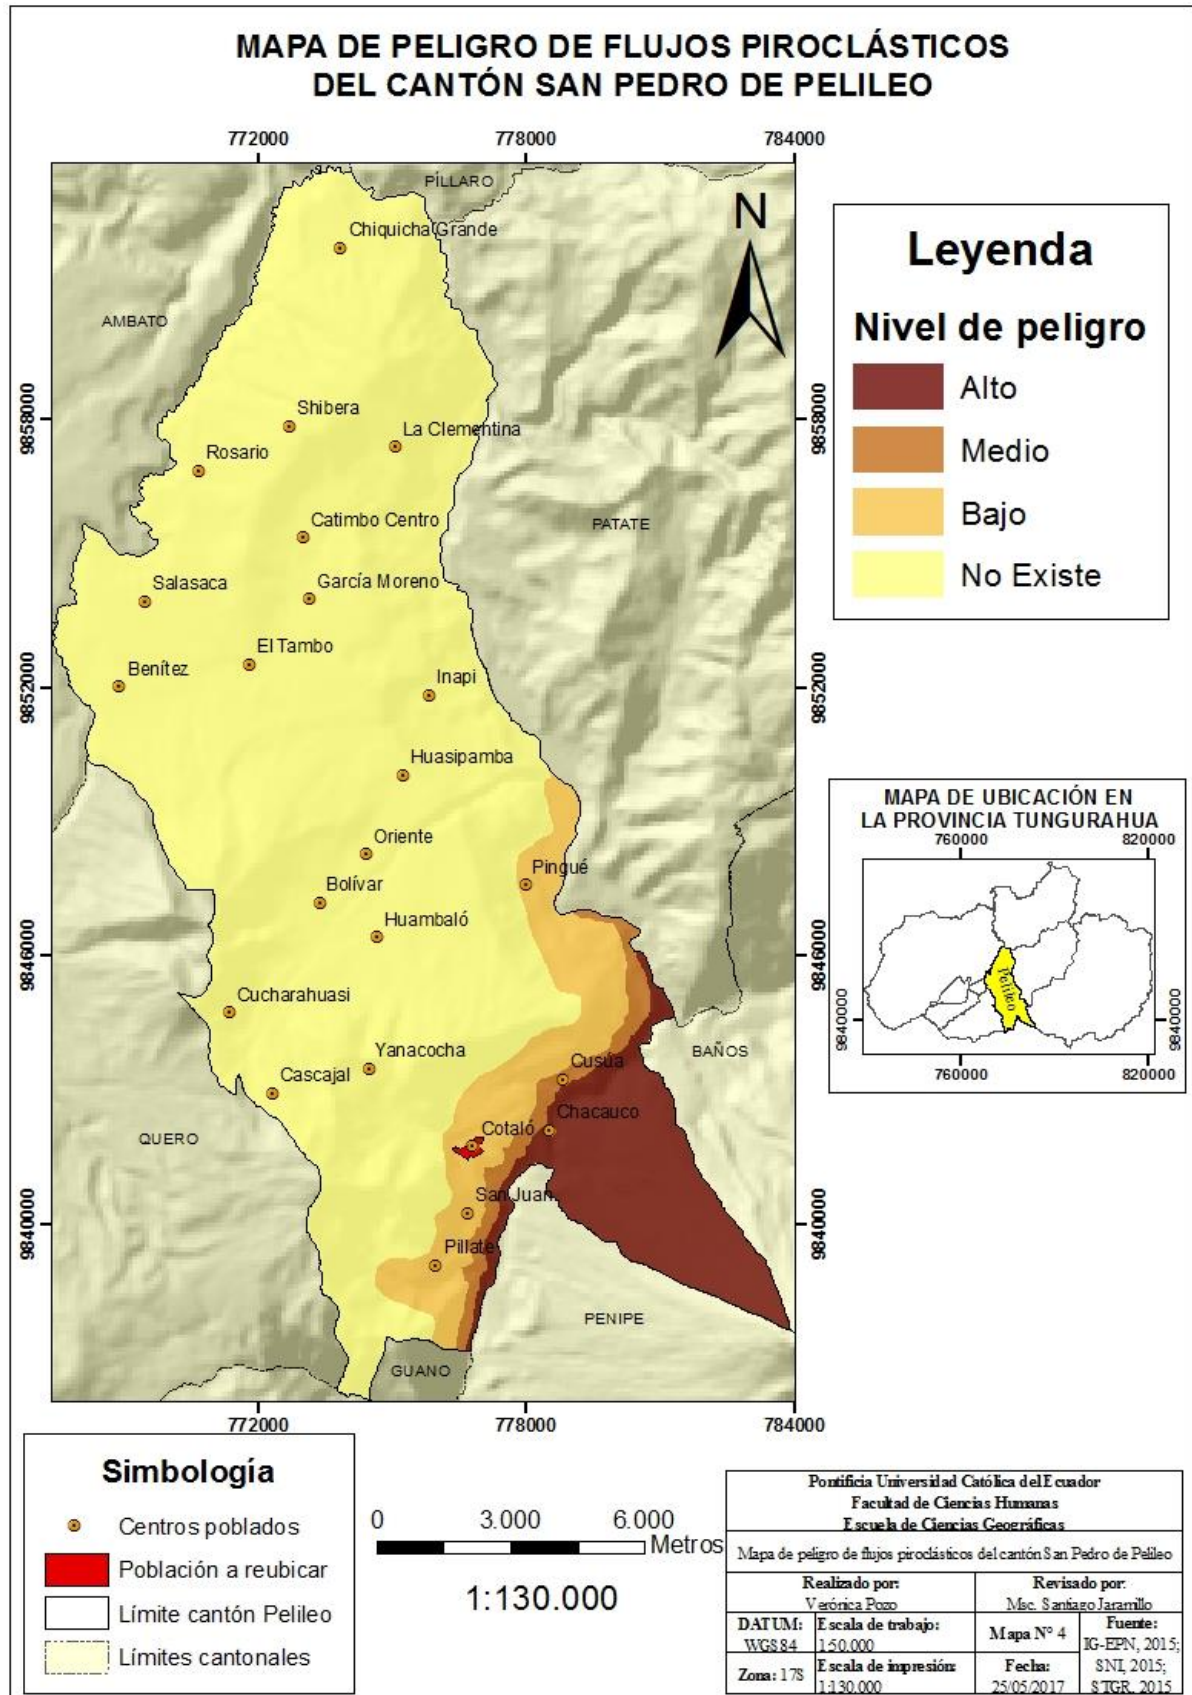 MAPA DE PELIGRO DE FLUJOS PIROCLÁSTICOS
DEL CANTÓN SAN PEDRO DE PELILEO
772000 778000 784000
PÍLLARO
N
Chiquicha Grande
AMBATO
9858000 9858000
Shibera
La Clementina
Rosario
Catimbo Centro
PATATE
Salasaca
García Moreno
El Tambo
Benítez
Inapi
9852000 9852000
Huasipamba
Oriente
Pingué
Bolívar
Huambaló
9846000 9846000
Cucharahuasi
Yanacocha
BAÑOS
Cusúa
Cascajal
Chacauco
Cotaló
QUERO
San Juan
9840000 9840000
Pillate
PENIPE
GUANO
772000 778000 784000
Leyenda
Nivel de peligro
Alto
Medio
Bajo
No Existe
MAPA DE UBICACIÓN EN
LA PROVINCIA TUNGURAHUA
760000 820000
Pelileo
9840000 9840000
760000 820000
Simbología
Centros poblados
Población a reubicar
Límite cantón Pelileo
Límites cantonales
0 3.000 6.000
Metros
1:130.000
Pontificia Universidad Católica del Ecuador
Facultad de Ciencias Humanas
Escuela de Ciencias Geográficas
Mapa de peligro de flujos piroclásticos del cantón San Pedro de Pelileo
Realizado por:
Verónica Pozo
Revisado por:
Msc. Santiago Jaramillo
DATUM:
WGS 84
Escala de trabajo:
1:50.000
Mapa N° 4
Fuente:
IG-EPN, 2015;
SNI, 2015;
STGR, 2015
Zona: 17S
Escala de impresión:
1:130.000
Fecha:
25/05/2017